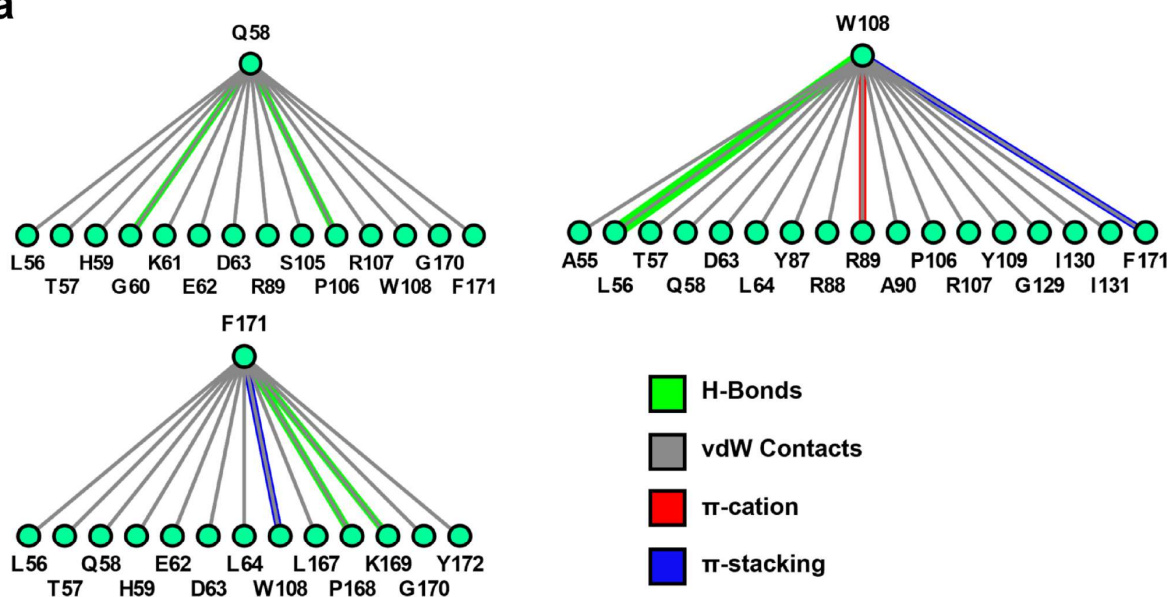 a
Q58
L56 H59 K61 D63 S105 R107 G170
T57 G60 E62 R89 P106 W108 F171
W108
A55 T57 D63 Y87 R89 P106 Y109 I130 F171
L56 Q58 L64 R88 A90 R107 G129 I131
F171
L56 Q58 E62 L64 L167 K169 Y172
T57 H59 D63 W108 P168 G170
H-Bonds
vdW Contacts
π-cation
π-stacking